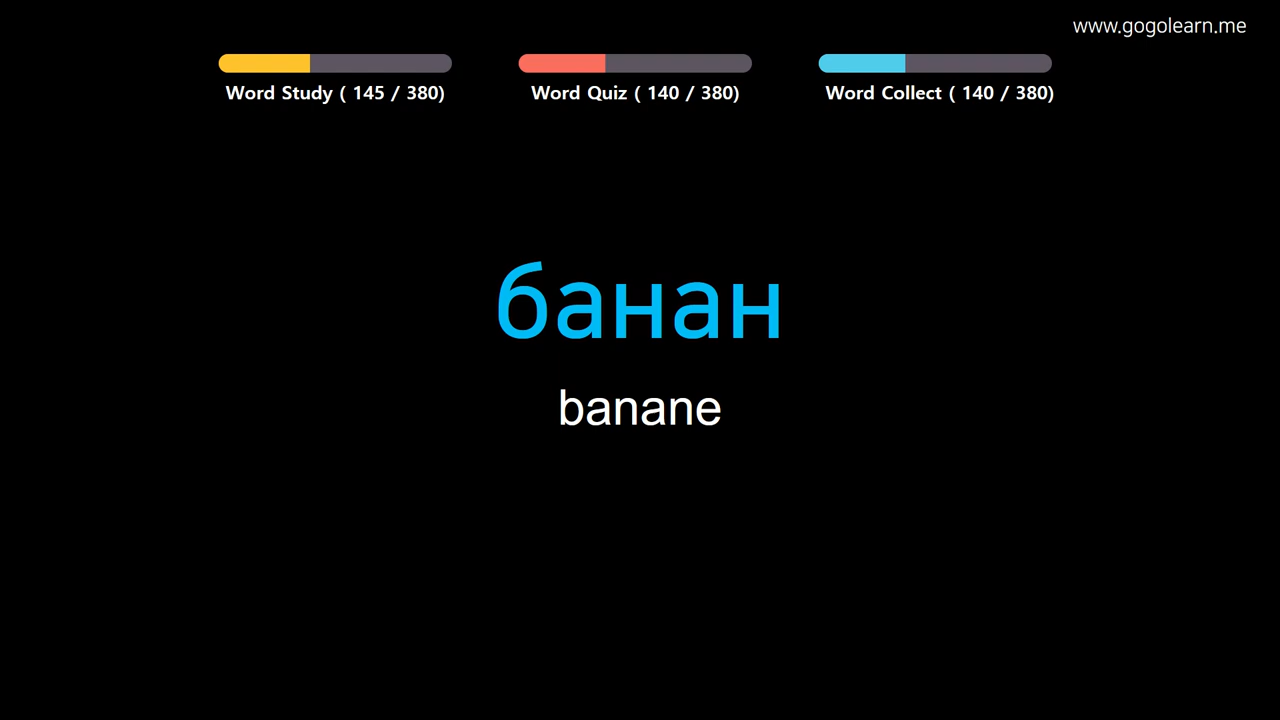 www.gogolearn.me
Word Study ( 145 / 380)
Word Quiz ( 140 / 380)
Word Collect ( 140 / 380)
банан
banane